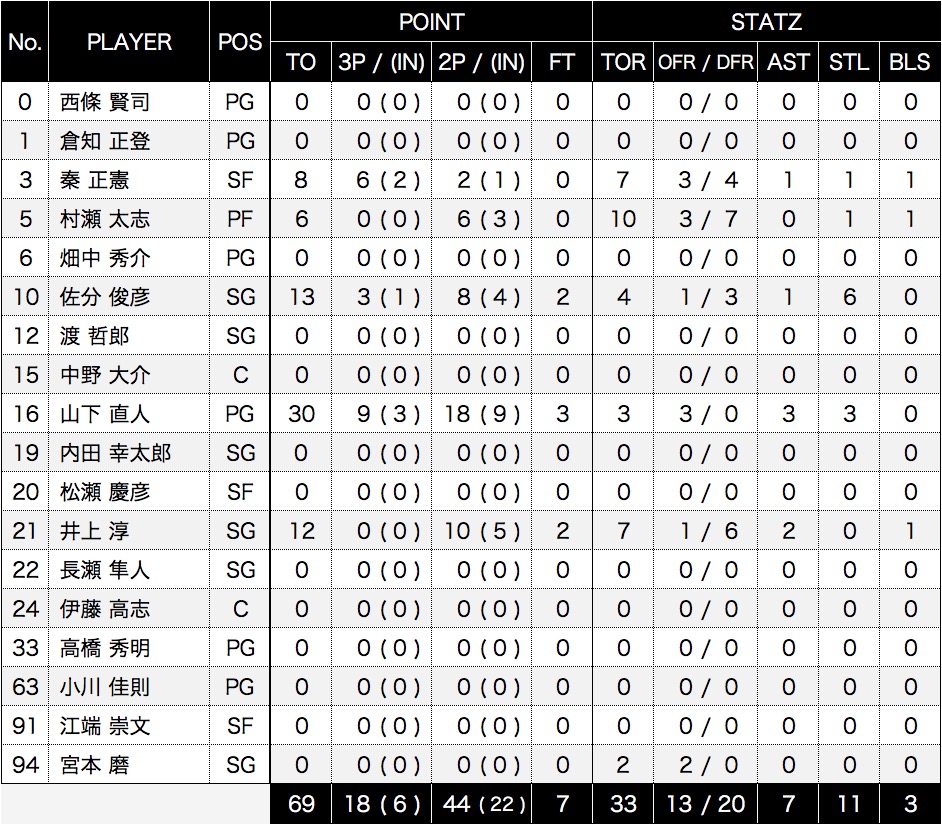 No. PLAYER POS POINT STATZ
TO 3P / (IN) 2P / (IN) FT TOR OFR / DFR AST STL BLS
0 西條 賢司 PG 0 0 ( 0 ) 0 ( 0 ) 0 0 0 / 0 0 0 0
1 倉知 正登 PG 0 0 ( 0 ) 0 ( 0 ) 0 0 0 / 0 0 0 0
3 秦 正憲 SF 8 6 ( 2 ) 2 ( 1 ) 0 7 3 / 4 1 1 1
5 村瀬 太志 PF 6 0 ( 0 ) 6 ( 3 ) 0 10 3 / 7 0 1 1
6 畑中 秀介 PG 0 0 ( 0 ) 0 ( 0 ) 0 0 0 / 0 0 0 0
10 佐分 俊彦 SG 13 3 ( 1 ) 8 ( 4 ) 2 4 1 / 3 1 6 0
12 渡 哲郎 SG 0 0 ( 0 ) 0 ( 0 ) 0 0 0 / 0 0 0 0
15 中野 大介 C 0 0 ( 0 ) 0 ( 0 ) 0 0 0 / 0 0 0 0
16 山下 直人 PG 30 9 ( 3 ) 18 ( 9 ) 3 3 3 / 0 3 3 0
19 内田 幸太郎 SG 0 0 ( 0 ) 0 ( 0 ) 0 0 0 / 0 0 0 0
20 松瀬 慶彦 SF 0 0 ( 0 ) 0 ( 0 ) 0 0 0 / 0 0 0 0
21 井上 淳 SG 12 0 ( 0 ) 10 ( 5 ) 2 7 1 / 6 2 0 1
22 長瀬 隼人 SG 0 0 ( 0 ) 0 ( 0 ) 0 0 0 / 0 0 0 0
24 伊藤 高志 C 0 0 ( 0 ) 0 ( 0 ) 0 0 0 / 0 0 0 0
33 高橋 秀明 PG 0 0 ( 0 ) 0 ( 0 ) 0 0 0 / 0 0 0 0
63 小川 佳則 PG 0 0 ( 0 ) 0 ( 0 ) 0 0 0 / 0 0 0 0
91 江端 崇文 SF 0 0 ( 0 ) 0 ( 0 ) 0 0 0 / 0 0 0 0
94 宮本 磨 SG 0 0 ( 0 ) 0 ( 0 ) 0 2 2 / 0 0 0 0
69 18 ( 6 ) 44 ( 22 ) 7 33 13 / 20 7 11 3